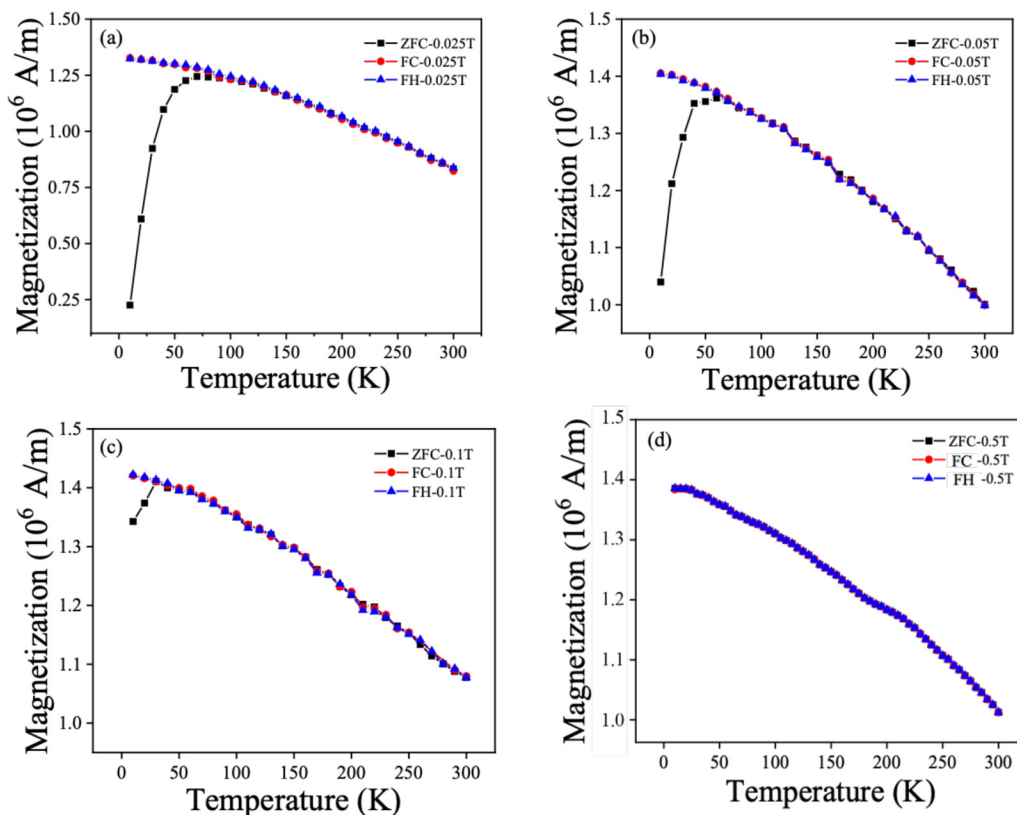 (a)
ZFC-0.025T
FC-0.025T
FH-0.025T
1.50
1.25
1.00
0.75
0.50
0.25
Magnetization (10⁶ A/m)
0 50 100 150 200 250 300
Temperature (K)
(b)
ZFC-0.05T
FC-0.05T
FH-0.05T
1.5
1.4
1.3
1.2
1.1
1.0
Magnetization (10⁶ A/m)
0 50 100 150 200 250 300
Temperature (K)
(c)
ZFC-0.1T
FC-0.1T
FH-0.1T
1.5
1.4
1.3
1.2
1.1
1.0
Magnetization (10⁶ A/m)
0 50 100 150 200 250 300
Temperature (K)
(d)
ZFC-0.5T
FC -0.5T
FH -0.5T
1.5
1.4
1.3
1.2
1.1
1.0
Magnetization (10⁶ A/m)
0 50 100 150 200 250 300
Temperature (K)